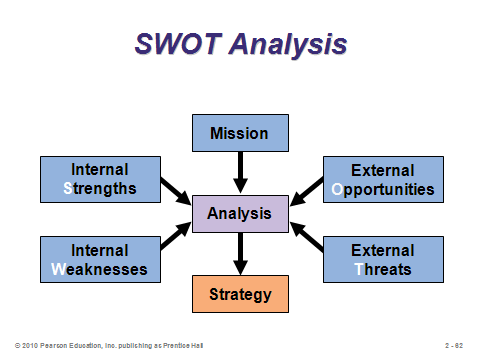 SWOT Analysis
Mission
Internal
Strengths
External
Opportunities
Analysis
Internal
Weaknesses
External
Threats
Strategy
© 2010 Pearson Education, Inc. publishing as Prentice Hall
2 - 62